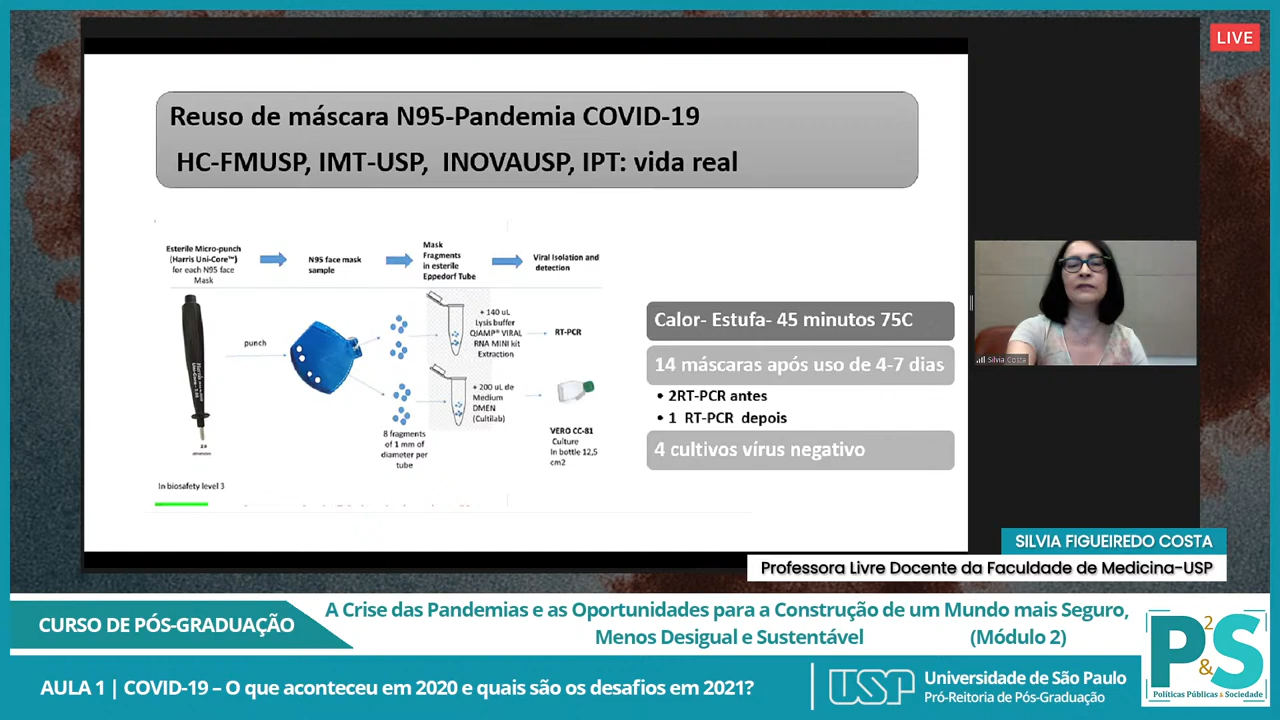 LIVE
Reuso de máscara N95-Pandemia COVID-19
HC-FMUSP, IMT-USP, INOVAUSP, IPT: vida real
Esterile Micro-punch
(Harris Uni-Core™)
for each N95 face
Mask
N95 face mask
sample
Mask
Fragments
in esterile
Eppedorf Tube
Viral Isolation and
detection
punch
+ 140 uL
Lysis buffer
QIAMP® VIRAL
RNA MINI kit
Extraction
RT-PCR
+ 200 uL de
Medium
DMEN
(Cultilab)
8 fragments
of 1 mm of
diameter per
tube
VERO CC-81
Culture
In bottle 12,5
cm2
In biosafety level 3
Calor- Estufa- 45 minutos 75C
14 máscaras após uso de 4-7 dias
• 2RT-PCR antes
• 1 RT-PCR depois
4 cultivos vírus negativo
Silvia Costa
SILVIA FIGUEIREDO COSTA
Professora Livre Docente da Faculdade de Medicina-USP
CURSO DE PÓS-GRADUAÇÃO
A Crise das Pandemias e as Oportunidades para a Construção de um Mundo mais Seguro,
Menos Desigual e Sustentável (Módulo 2)
AULA 1 | COVID-19 – O que aconteceu em 2020 e quais são os desafios em 2021?
USP
Universidade de São Paulo
Pró-Reitoria de Pós-Graduação
P2&S
Políticas Públicas & Sociedade